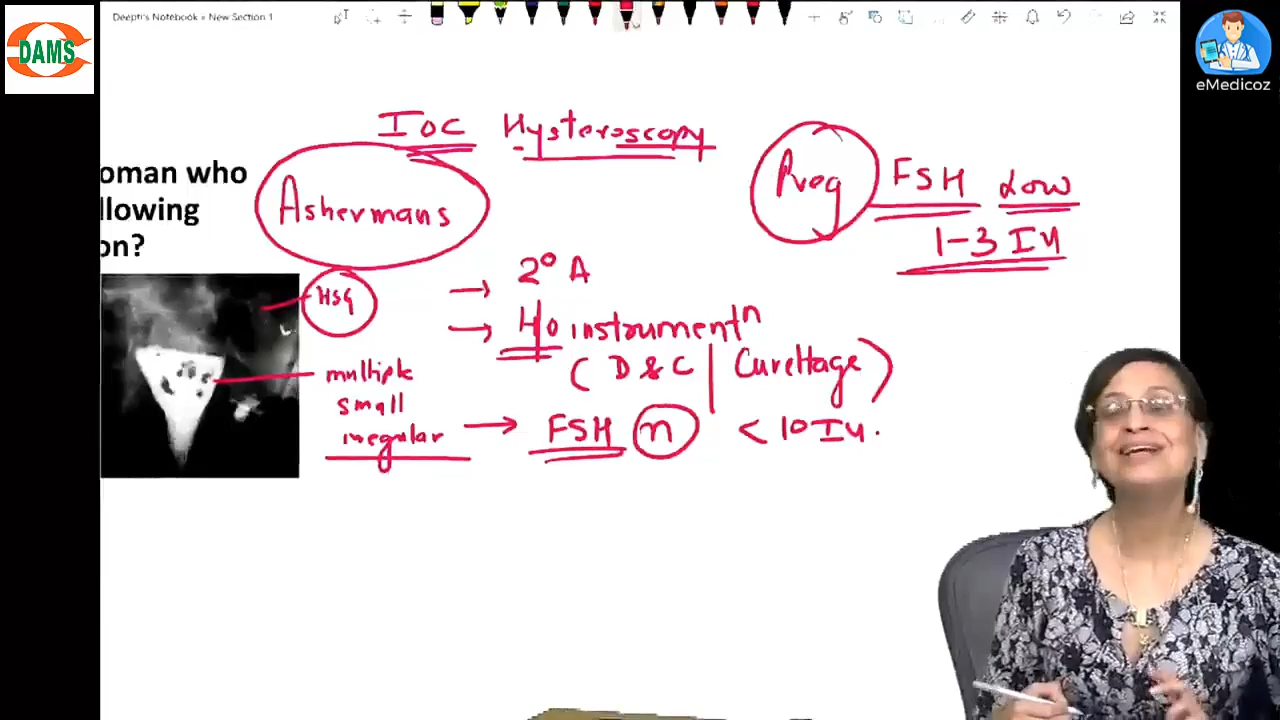 Deepti's Notebook » New Section 1
DAMS
eMedicoz
IOC Hysteroscopy
oman who
llowing
on?
Ashermans
Preg FSH Low
1-3 IU
HSG
→ 2° A
→ H/o instrumentn
(D & C | Curettage)
multiple
small
irregular → FSH n < 10 IU.